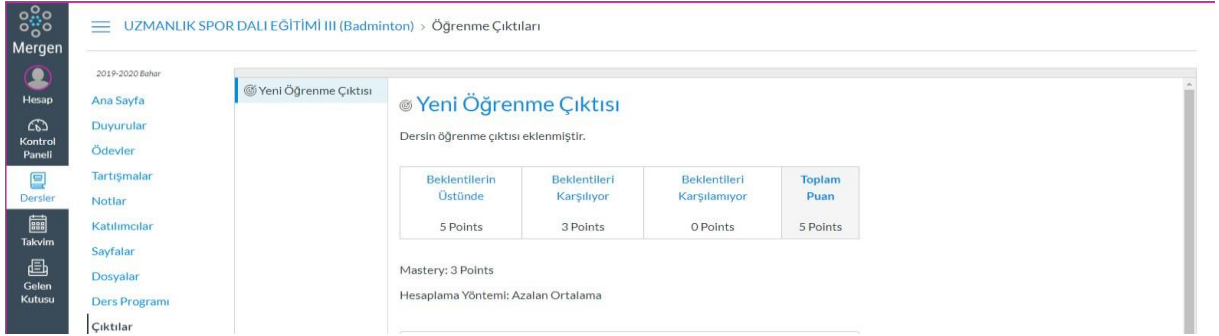 Mergen
Hesap
Kontrol
Paneli
Dersler
Takvim
Gelen
Kutusu
UZMANLIK SPOR DALI EĞİTİMİ III (Badminton) > Öğrenme Çıktıları
2019-2020 Bahar
Ana Sayfa
Duyurular
Ödevler
Tartışmalar
Notlar
Katılımcılar
Sayfalar
Dosyalar
Ders Programı
Çıktılar
Yeni Öğrenme Çıktısı
Yeni Öğrenme Çıktısı
Dersin öğrenme çıktısı eklenmiştir.
Beklentilerin
Üstünde
5 Points
Beklentileri
Karşılıyor
3 Points
Beklentileri
Karşılamıyor
0 Points
Toplam
Puan
5 Points
Mastery: 3 Points
Hesaplama Yöntemi: Azalan Ortalama